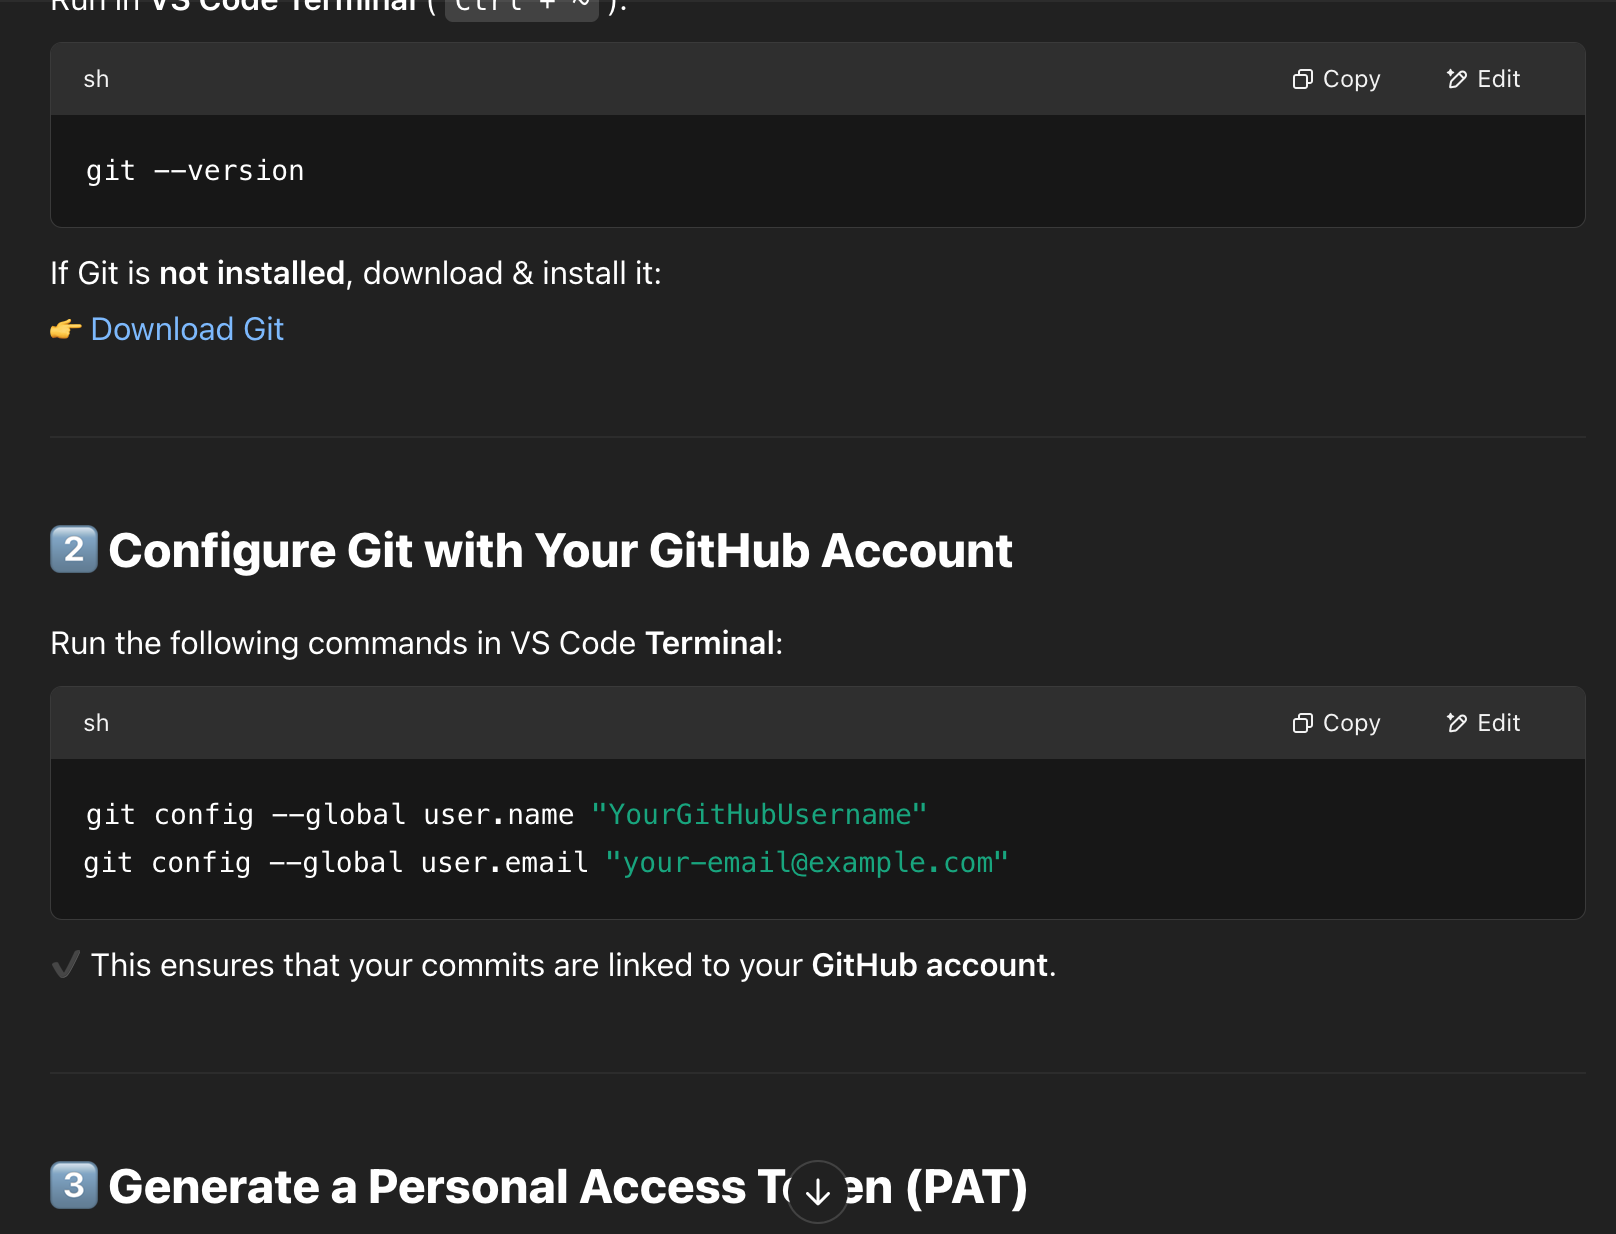 Run in VS Code Terminal ( Ctrl + ~ ):
sh
Copy
Edit
git --version
If Git is not installed, download & install it:
👉 Download Git
2️⃣ Configure Git with Your GitHub Account
Run the following commands in VS Code Terminal:
sh
Copy
Edit
git config --global user.name "YourGitHubUsername"
git config --global user.email "your-email@example.com"
✔ This ensures that your commits are linked to your GitHub account.
3️⃣ Generate a Personal Access Token (PAT)